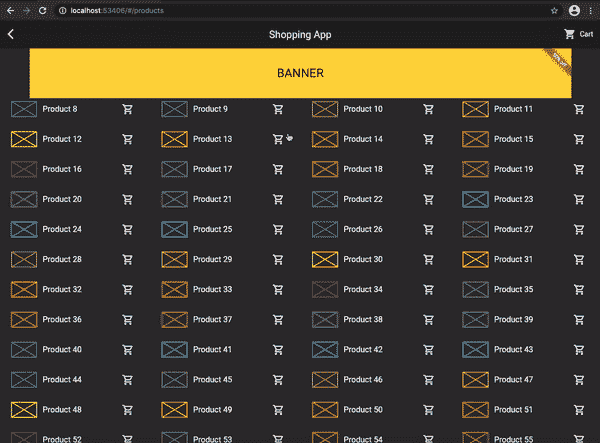 localhost:53406/#/products
Shopping App
Cart
BANNER
Product 8 Product 9 Product 10 Product 11
Product 12 Product 13 Product 14 Product 15
Product 16 Product 17 Product 18 Product 19
Product 20 Product 21 Product 22 Product 23
Product 24 Product 25 Product 26 Product 27
Product 28 Product 29 Product 30 Product 31
Product 32 Product 33 Product 34 Product 35
Product 36 Product 37 Product 38 Product 39
Product 40 Product 41 Product 42 Product 43
Product 44 Product 45 Product 46 Product 47
Product 48 Product 49 Product 50 Product 51
Product 52 Product 53 Product 54 Product 55